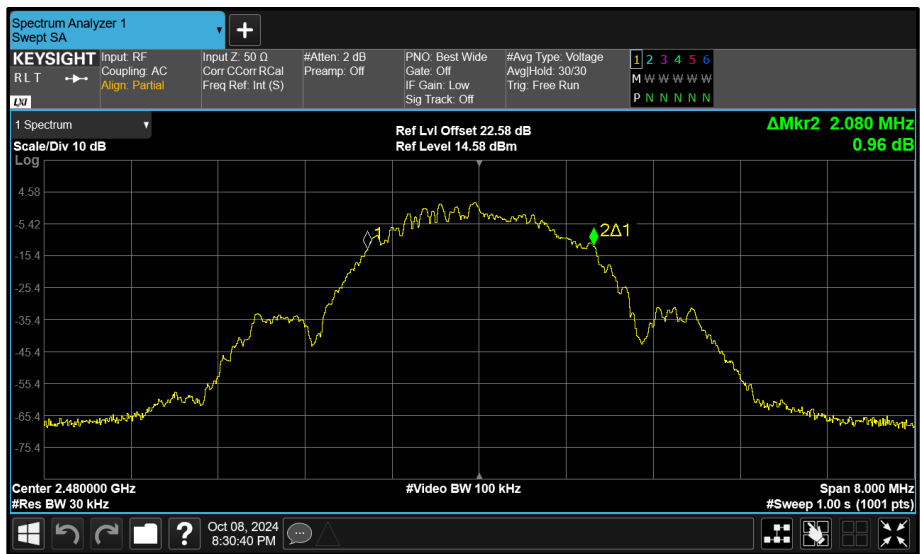 Spectrum Analyzer 1
Swept SA
KEYSIGHT
R L T
LXI
Input: RF
Coupling: AC
Align: Partial
Input Z: 50 Ω
Corr CCorr RCal
Freq Ref: Int (S)
#Atten: 2 dB
Preamp: Off
PNO: Best Wide
Gate: Off
IF Gain: Low
Sig Track: Off
#Avg Type: Voltage
Avg|Hold: 30/30
Trig: Free Run
1 2 3 4 5 6
M W W W W W
P N N N N N
1 Spectrum
Scale/Div 10 dB
Ref Lvl Offset 22.58 dB
Ref Level 14.58 dBm
ΔMkr2 2.080 MHz
0.96 dB
Log
4.58
-5.42
-15.4
-25.4
-35.4
-45.4
-55.4
-65.4
-75.4
1
2Δ1
Center 2.480000 GHz
#Res BW 30 kHz
#Video BW 100 kHz
Span 8.000 MHz
#Sweep 1.00 s (1001 pts)
?
Oct 08, 2024
8:30:40 PM